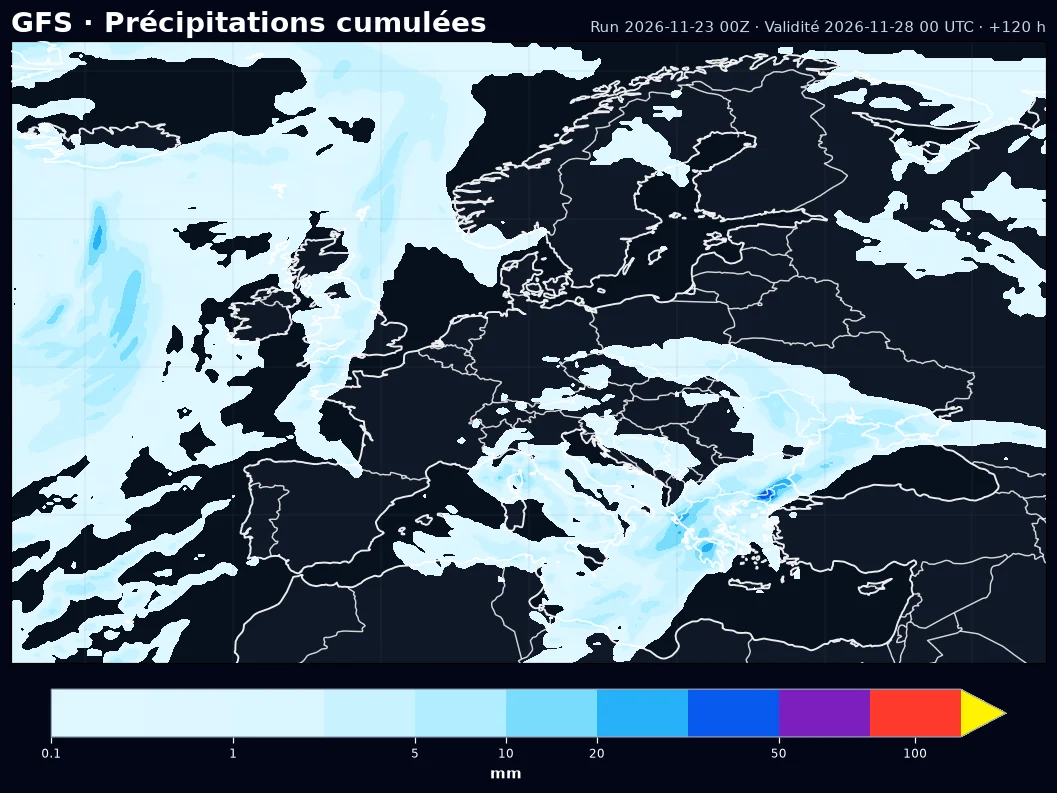 GFS · Précipitations cumulées
Run 2026-11-23 00Z · Validité 2026-11-28 00 UTC · +120 h
0.1 1 5 10 20 50 100
mm